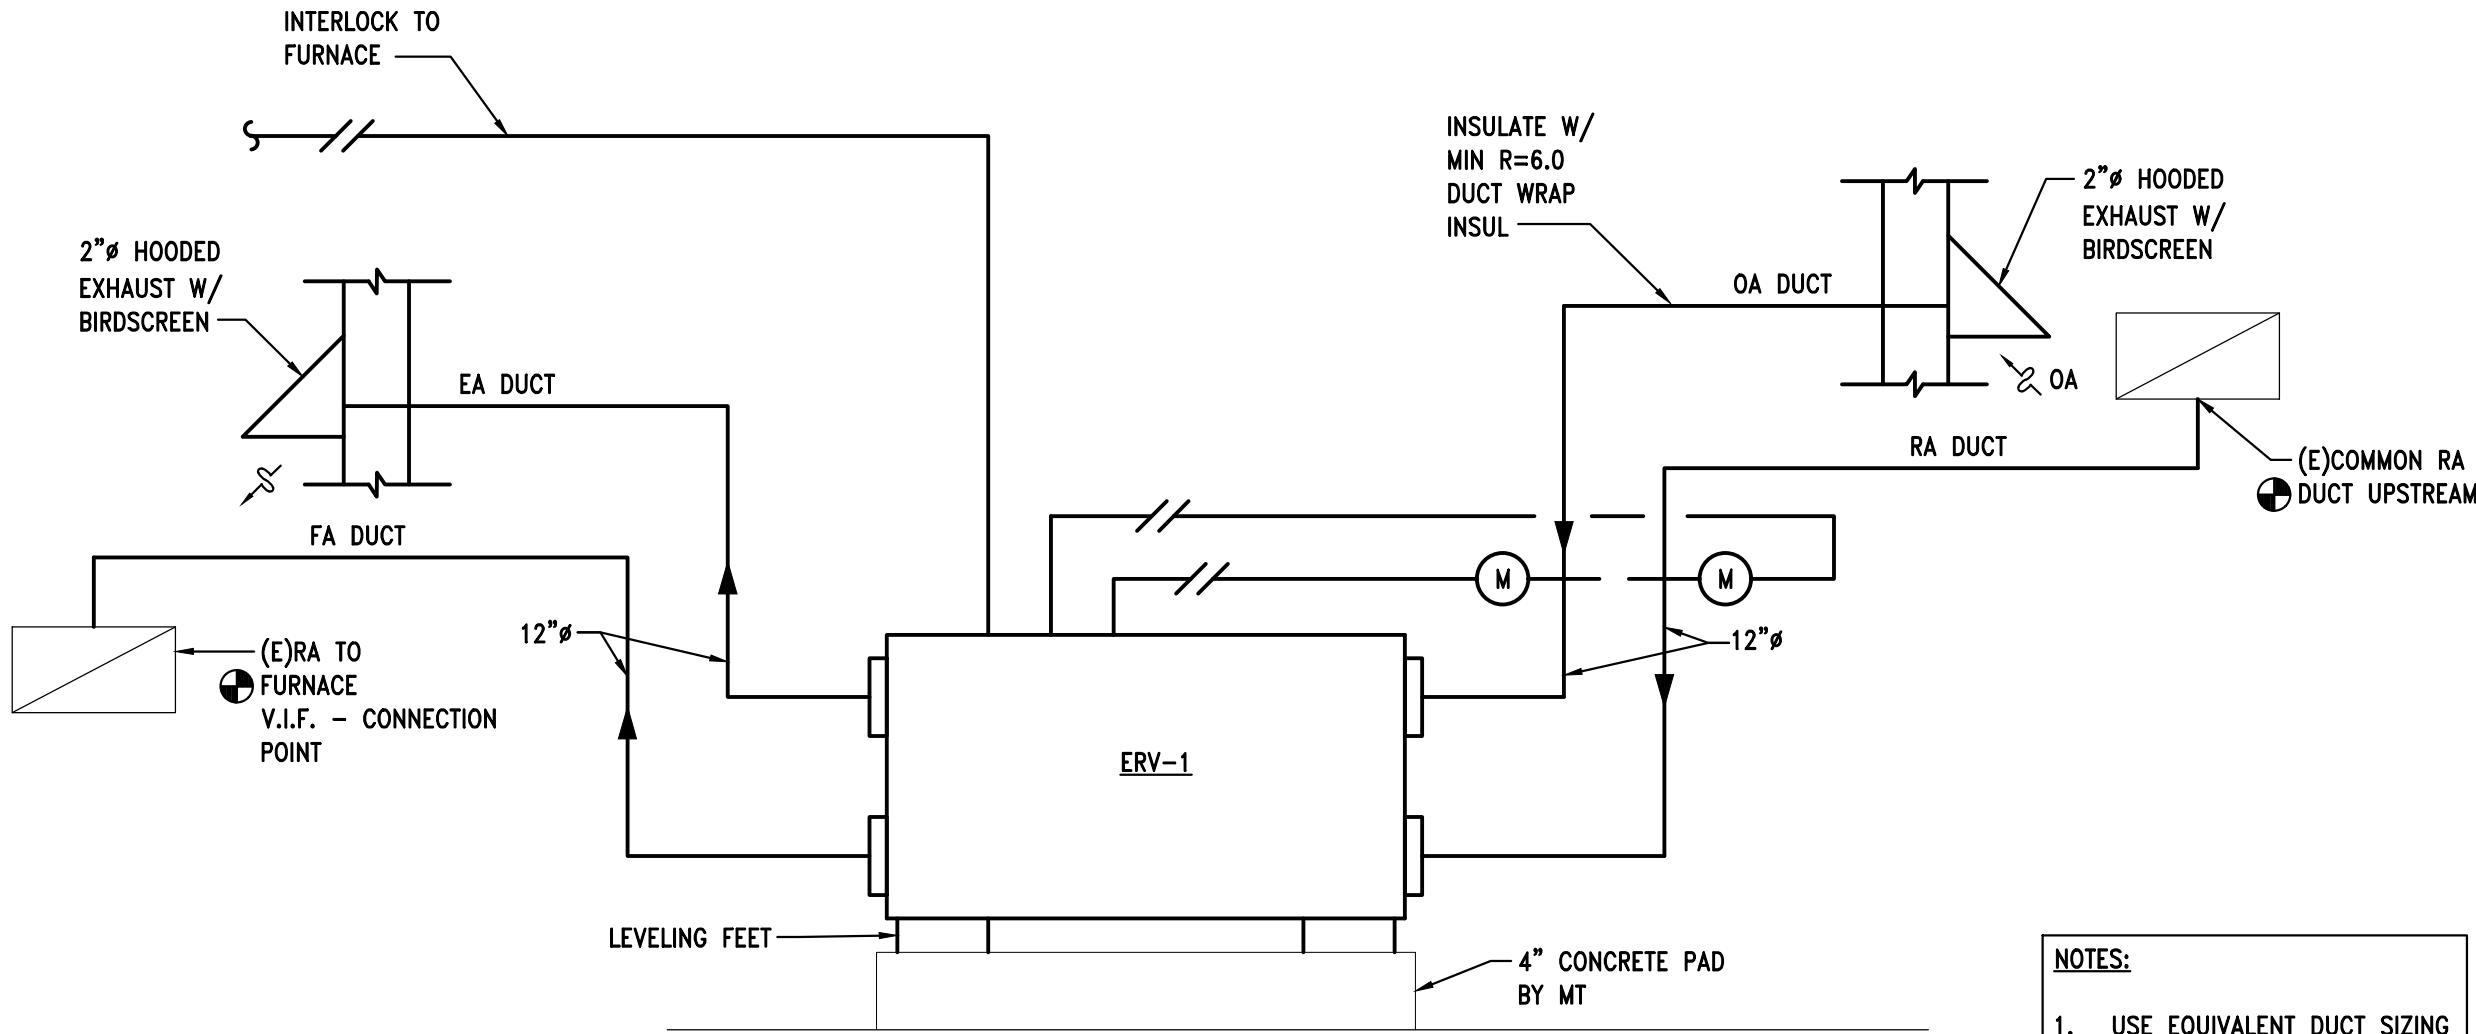 INTERLOCK TO
FURNACE
INSULATE W/
MIN R=6.0
DUCT WRAP
INSUL
2"ø HOODED
EXHAUST W/
BIRDSCREEN
2"ø HOODED
EXHAUST W/
BIRDSCREEN
OA DUCT
EA DUCT
OA
RA DUCT
(E)COMMON RA
DUCT UPSTREAM
FA DUCT
M
M
12"ø
12"ø
(E)RA TO
FURNACE
V.I.F. - CONNECTION
POINT
ERV-1
LEVELING FEET
4" CONCRETE PAD
BY MT
NOTES:
1. USE EQUIVALENT DUCT SIZING